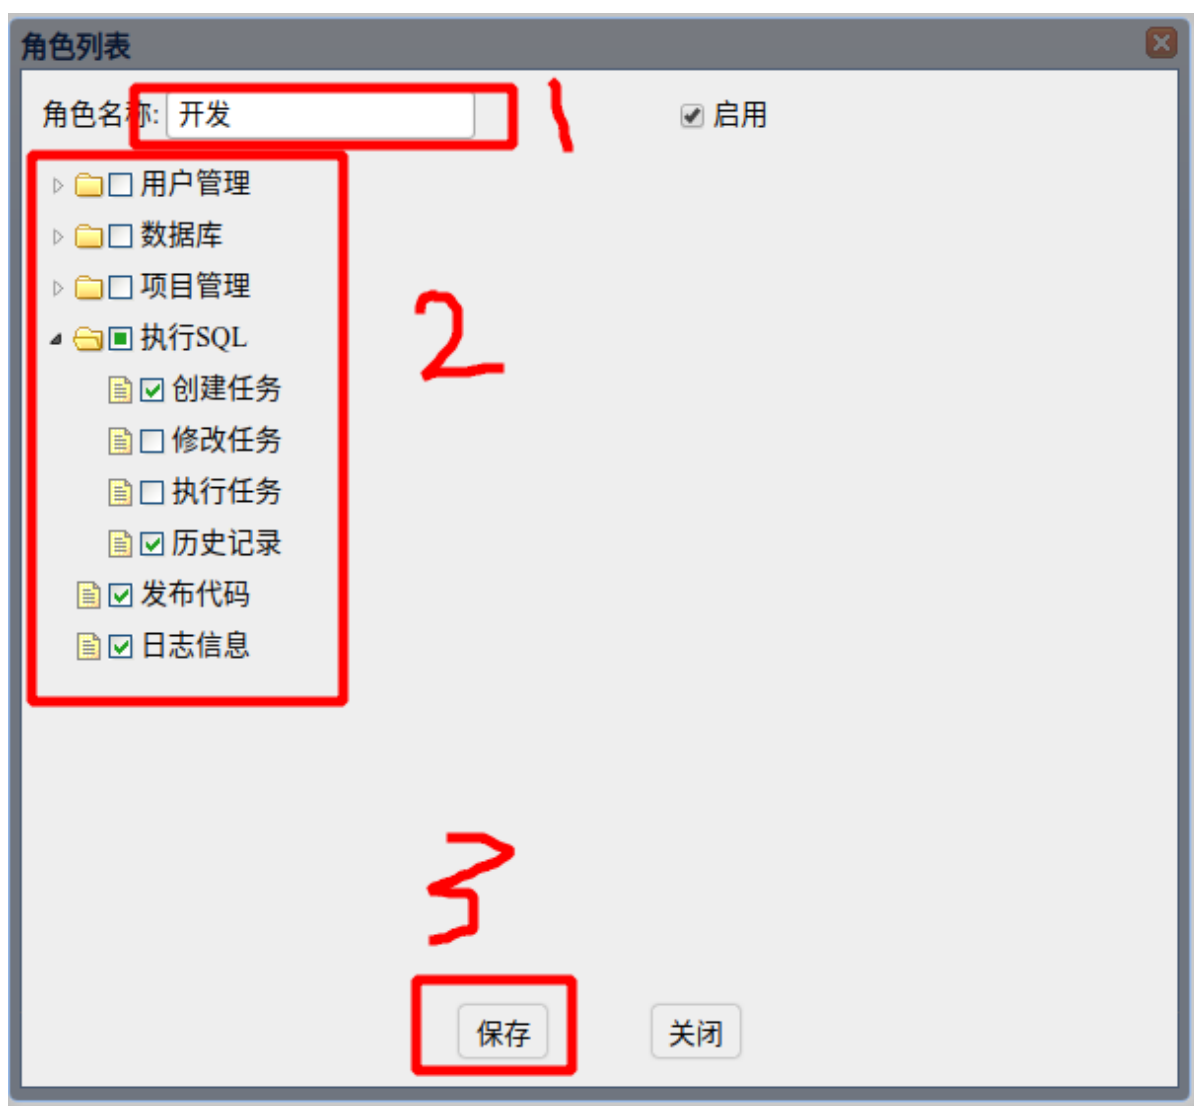 角色列表
角色名称: 开发 1 启用
用户管理
数据库
项目管理
2
执行SQL
创建任务
修改任务
执行任务
历史记录
发布代码
日志信息
3
保存 关闭